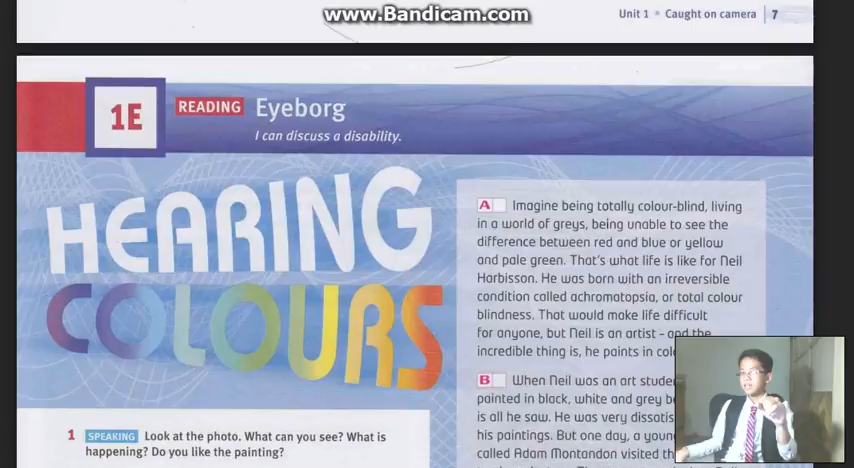 www.Bandicam.com
Unit 1 • Caught on camera 7
1E
READING Eyeborg
I can discuss a disability.
HEARING
COLOURS
A Imagine being totally colour-blind, living
in a world of greys, being unable to see the
difference between red and blue or yellow
and pale green. That's what life is like for Neil
Harbisson. He was born with an irreversible
condition called achromatopsia, or total colour
blindness. That would make life difficult
for anyone, but Neil is an artist – and the
incredible thing is, he paints in
B When Neil was an art
painted in black, white and grey
is all he saw. He was very
his paintings. But one day, a
called Adam Montandon visited
1 SPEAKING Look at the photo. What can you see? What is
happening? Do you like the painting?